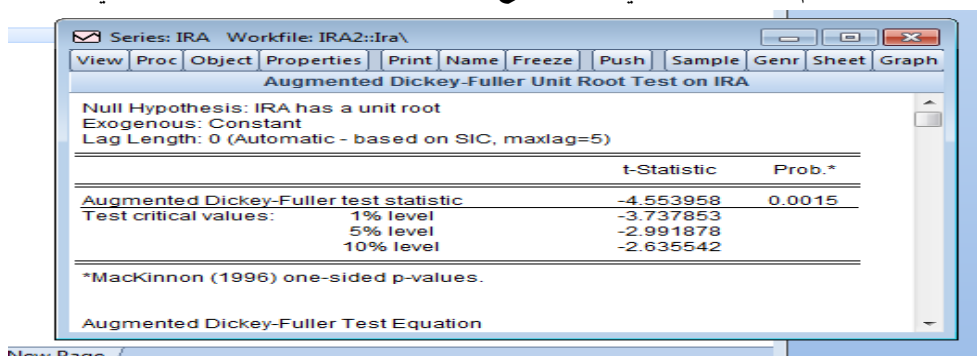 Series: IRA Workfile: IRA2::Ira\
View Proc Object Properties Print Name Freeze Push Sample Genr Sheet Graph
Augmented Dickey-Fuller Unit Root Test on IRA
Null Hypothesis: IRA has a unit root
Exogenous: Constant
Lag Length: 0 (Automatic - based on SIC, maxlag=5)
t-Statistic Prob.*
Augmented Dickey-Fuller test statistic -4.553958 0.0015
Test critical values: 1% level -3.737853
5% level -2.991878
10% level -2.635542
*MacKinnon (1996) one-sided p-values.
Augmented Dickey-Fuller Test Equation
New Page